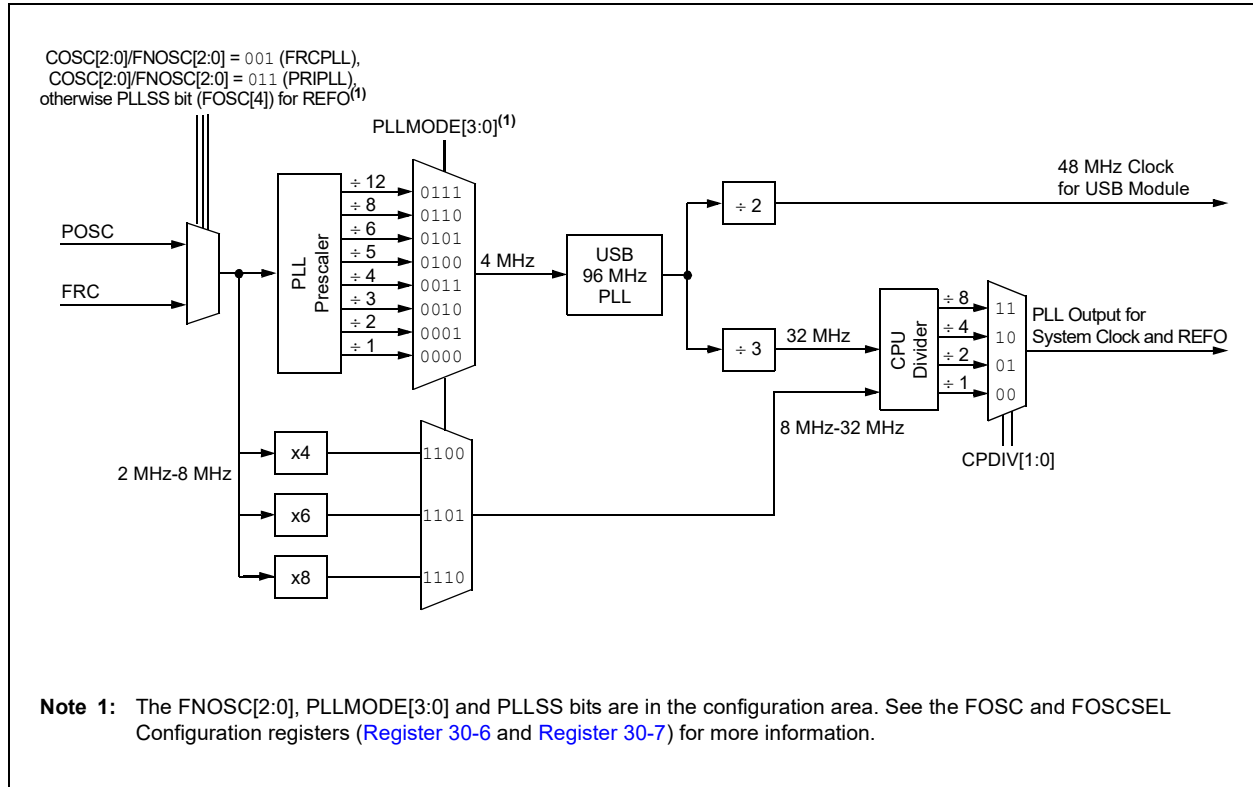 COSC[2:0]/FNOSC[2:0] = 001 (FRCPLL),
COSC[2:0]/FNOSC[2:0] = 011 (PRIPLL),
otherwise PLLSS bit (FOSC[4]) for REFO(1)
PLLMODE[3:0](1)
POSC
FRC
PLL
Prescaler
÷ 12
÷ 8
÷ 6
÷ 5
÷ 4
÷ 3
÷ 2
÷ 1
0111
0110
0101
0100
0011
0010
0001
0000
4 MHz
USB
96 MHz
PLL
÷ 2
48 MHz Clock
for USB Module
÷ 3
32 MHz
CPU
Divider
÷ 8
÷ 4
÷ 2
÷ 1
11
10
01
00
PLL Output for
System Clock and REFO
8 MHz-32 MHz
CPDIV[1:0]
2 MHz-8 MHz
x4
x6
x8
1100
1101
1110
Note 1: The FNOSC[2:0], PLLMODE[3:0] and PLLSS bits are in the configuration area. See the FOSC and FOSCSEL
Configuration registers (Register 30-6 and Register 30-7) for more information.